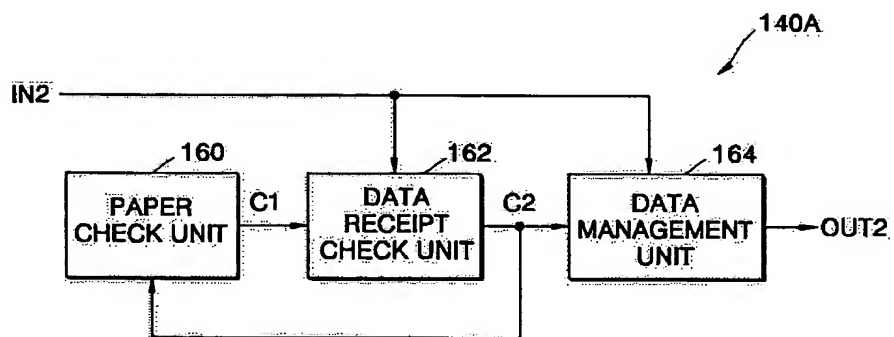 140A
IN2
160
162
164
PAPER
CHECK UNIT
C1
DATA
RECEIPT
CHECK UNIT
C2
DATA
MANAGEMENT
UNIT
OUT2